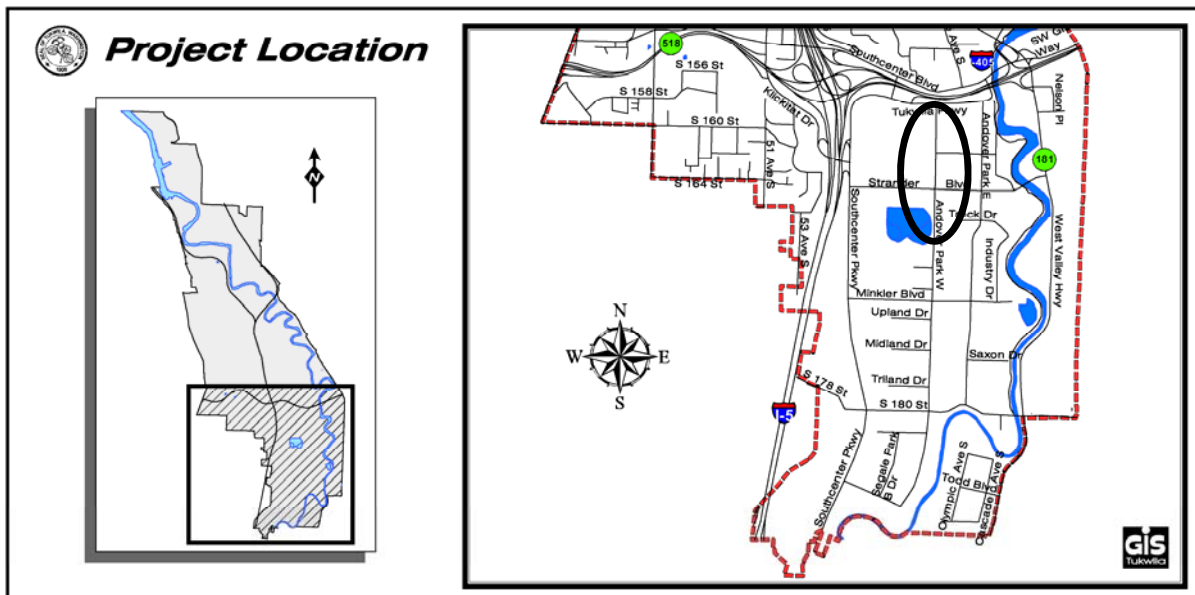 Project Location
N
518
S 156 St
S 158 St
S 160 St
S 164 St
Klickitat Dr
51 Ave S
53 Ave S
Southcenter Blvd
Ave S
I-405
SW G
Way
Nelson Pl
Tukwila Pkwy
Andover Park E
181
Strander Blvd
Southcenter Pkwy
Andover Park W
Track Dr
Industry Dr
West Valley Hwy
Minkler Blvd
Upland Dr
Midland Dr
Saxon Dr
Triland Dr
S 178 St
S 180 St
I-5
N
W E
S
Southcenter Pkwy
Segale Park
B Dr
Olympic Ave S
Todd Blvd
Cascade Ave S
GIS
Tukwila